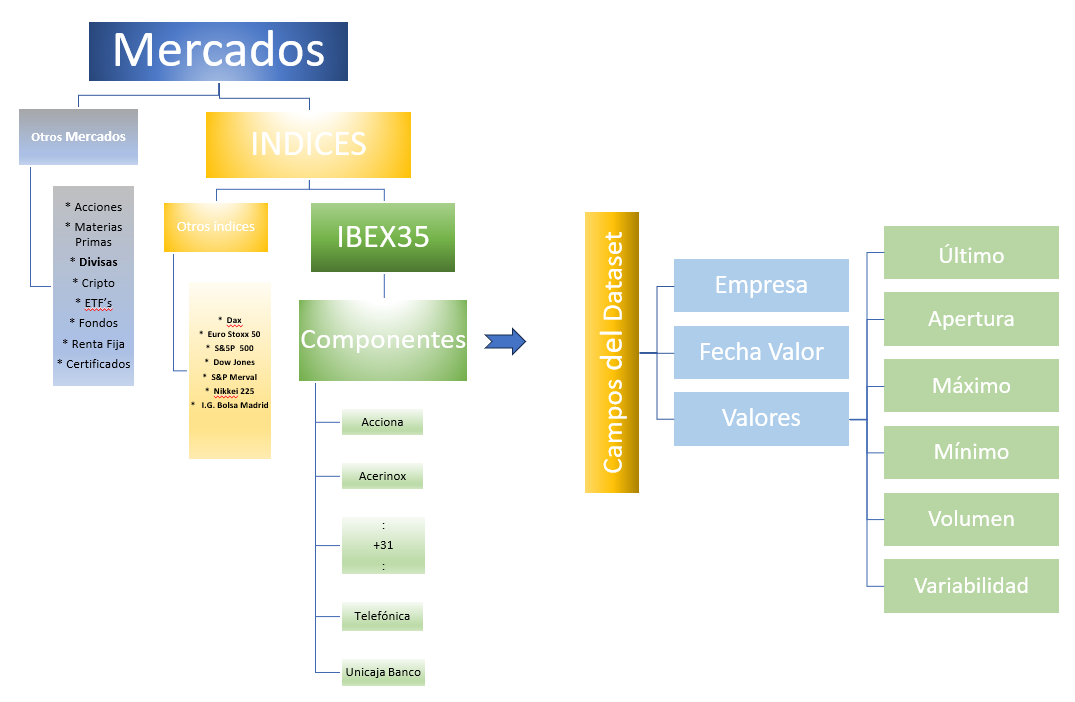 Mercados
Otros Mercados
* Acciones
* Materias
Primas
* Divisas
* Cripto
* ETF's
* Fondos
* Renta Fija
* Certificados
INDICES
Otros índices
* Dax
* Euro Stoxx 50
* S&5P 500
* Dow Jones
* S&P Merval
* Nikkei 225
* I.G. Bolsa Madrid
IBEX35
Componentes
Acciona
Acerinox
:
+31
:
Telefónica
Unicaja Banco
Campos del Dataset
Empresa
Fecha Valor
Valores
Último
Apertura
Máximo
Mínimo
Volumen
Variabilidad